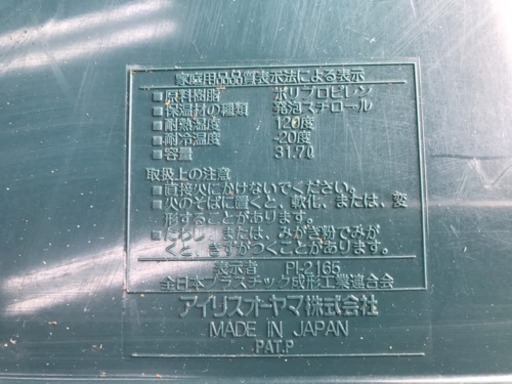 家庭用品品質表示法による表示
■原料樹脂 ポリプロピレン
■保温材の種類 発泡スチロール
■耐熱温度 120度
■耐冷温度 -20度
■容量 31.7ℓ
取扱上の注意
■直接火にかけないでください。
■火のそばに置くと、軟化、または、変
形することがあります。
■たわし、または、みがき粉でみが
くと、きずがつくことがあります。
表示者 PI-2165
全日本プラスチック成形工業連合会
アイリスオーヤマ株式会社
MADE IN JAPAN
PAT.P